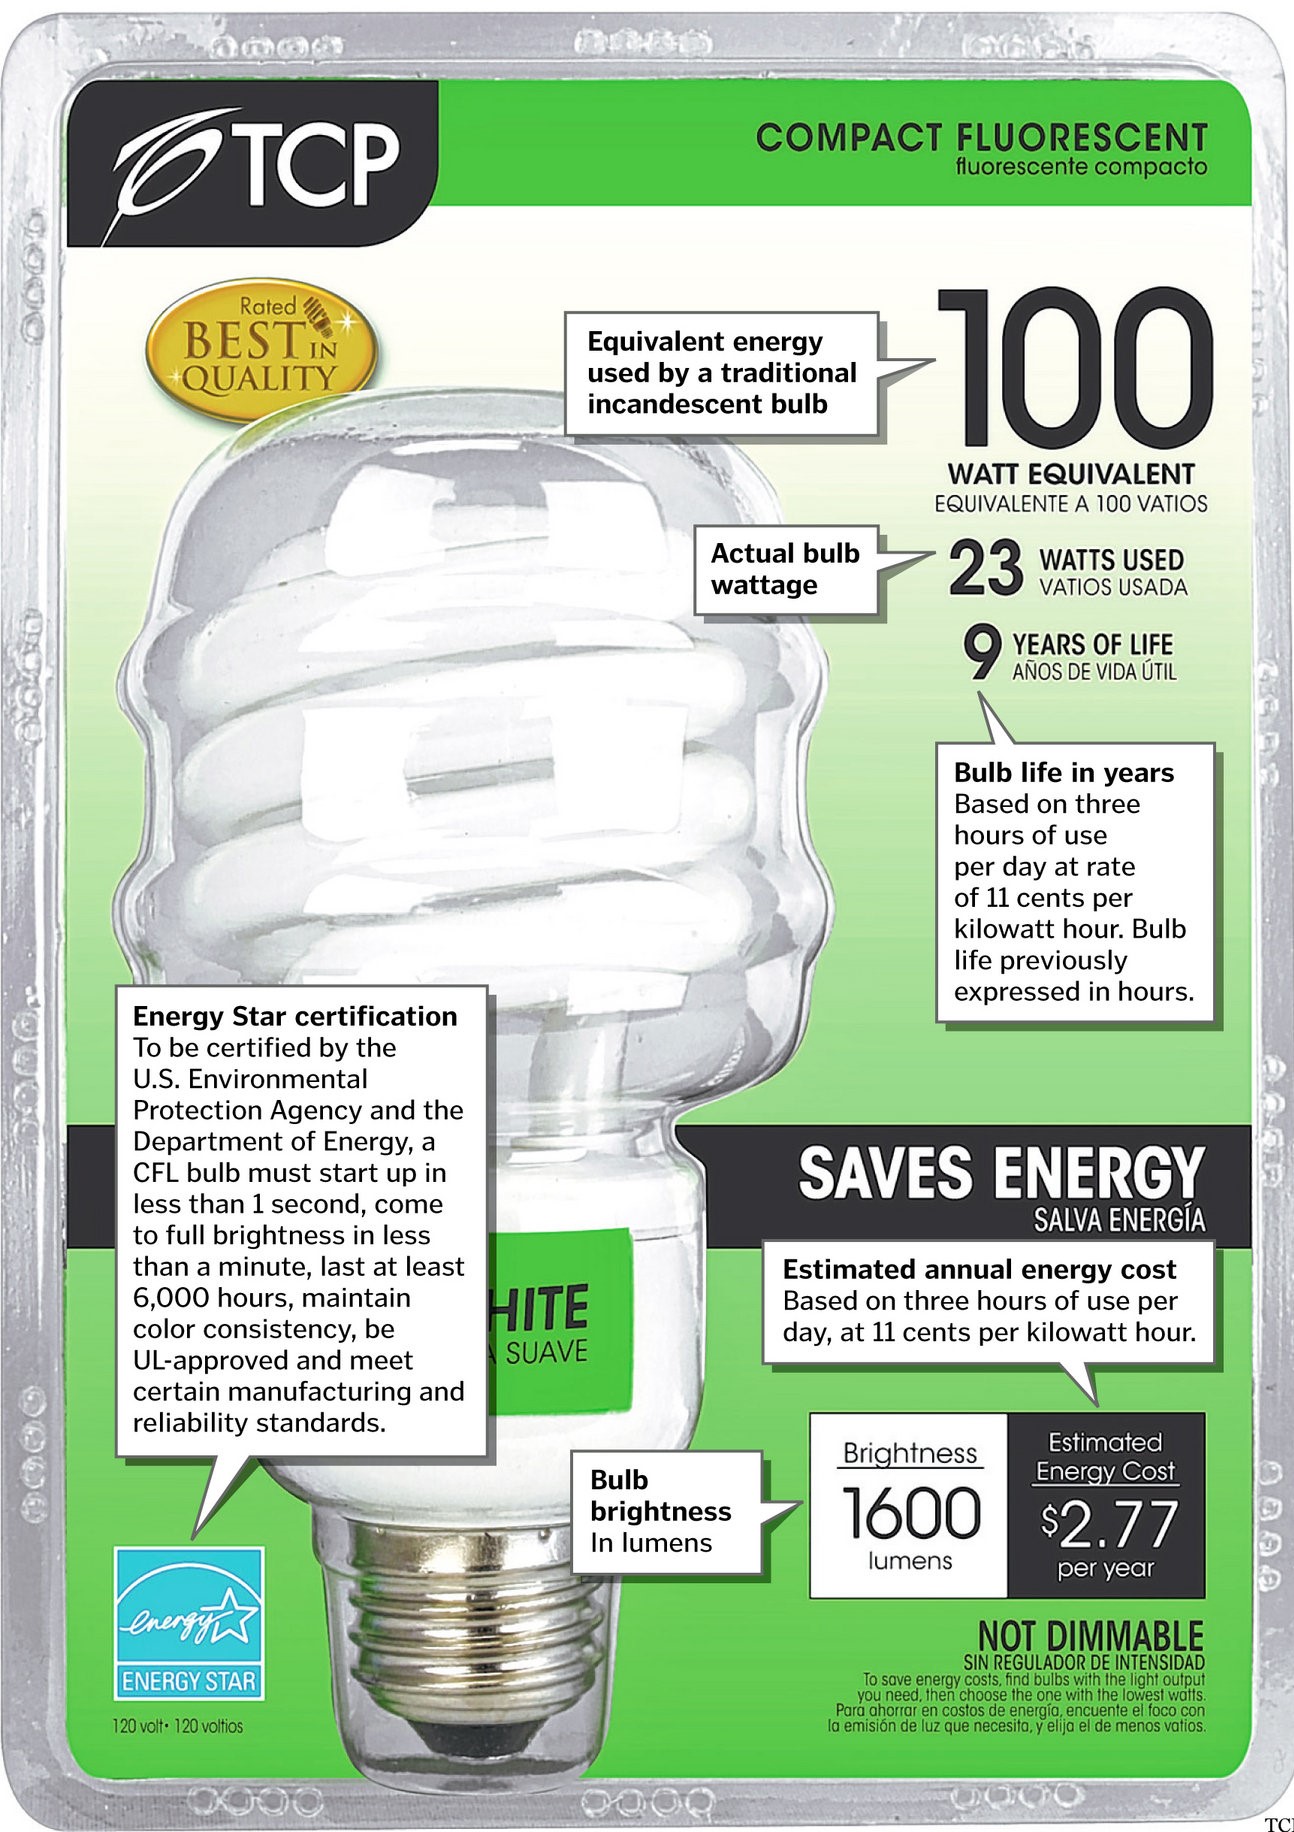 TCP
COMPACT FLUORESCENT
fluorescente compacto
Rated
BEST IN
QUALITY
Equivalent energy
used by a traditional
incandescent bulb
100
WATT EQUIVALENT
EQUIVALENTE A 100 VATIOS
Actual bulb
wattage
23 WATTS USED
VATIOS USADA
9 YEARS OF LIFE
AÑOS DE VIDA ÚTIL
Bulb life in years
Based on three
hours of use
per day at rate
of 11 cents per
kilowatt hour. Bulb
life previously
expressed in hours.
Energy Star certification
To be certified by the
U.S. Environmental
Protection Agency and the
Department of Energy, a
CFL bulb must start up in
less than 1 second, come
to full brightness in less
than a minute, last at least
6,000 hours, maintain
color consistency, be
UL-approved and meet
certain manufacturing and
reliability standards.
SAVES ENERGY
SALVA ENERGÍA
HITE
A SUAVE
Estimated annual energy cost
Based on three hours of use per
day, at 11 cents per kilowatt hour.
Bulb
brightness
In lumens
Brightness
1600
lumens
Estimated
Energy Cost
$2.77
per year
energy
ENERGY STAR
120 volt• 120 voltios
NOT DIMMABLE
SIN REGULADOR DE INTENSIDAD
To save energy costs, find bulbs with the light output
you need, then choose the one with the lowest watts.
Para ahorrar en costos de energía, encuente el foco con
la emisión de luz que necesita, y elija el de menos vatios.